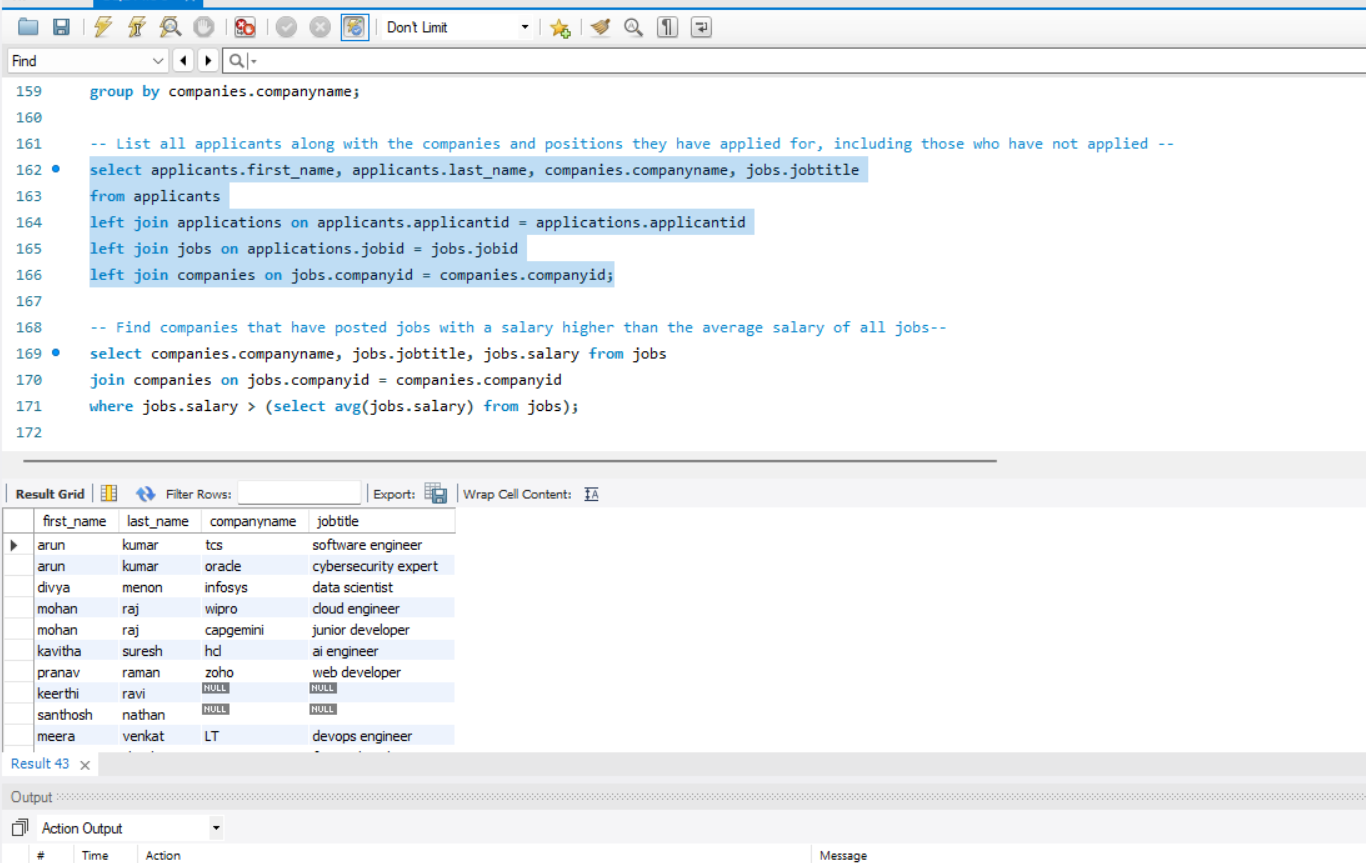 Don't Limit
Find
159 group by companies.companyname;
160
161 -- List all applicants along with the companies and positions they have applied for, including those who have not applied --
162 select applicants.first_name, applicants.last_name, companies.companyname, jobs.jobtitle
163 from applicants
164 left join applications on applicants.applicantid = applications.applicantid
165 left join jobs on applications.jobid = jobs.jobid
166 left join companies on jobs.companyid = companies.companyid;
167
168 -- Find companies that have posted jobs with a salary higher than the average salary of all jobs--
169 select companies.companyname, jobs.jobtitle, jobs.salary from jobs
170 join companies on jobs.companyid = companies.companyid
171 where jobs.salary > (select avg(jobs.salary) from jobs);
172
Result Grid Filter Rows: Export: Wrap Cell Content: IA
first_name last_name companyname jobtitle
arun kumar tcs software engineer
arun kumar oracle cybersecurity expert
divya menon infosys data scientist
mohan raj wipro cloud engineer
mohan raj capgemini junior developer
kavitha suresh hcl ai engineer
pranav raman zoho web developer
keerthi ravi NULL NULL
santhosh nathan NULL NULL
meera venkat LT devops engineer
Result 43
Output
Action Output
# Time Action Message